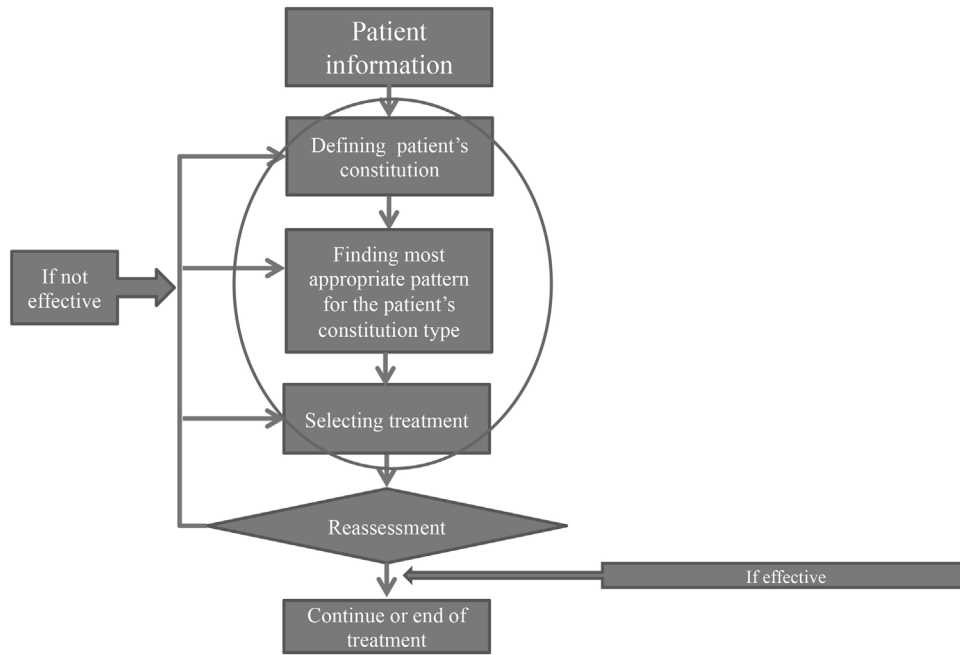 Patient
information
Defining patient's
constitution
Finding most
appropriate pattern
for the patient's
constitution type
If not
effective
Selecting treatment
Reassessment
If effective
Continue or end of
treatment